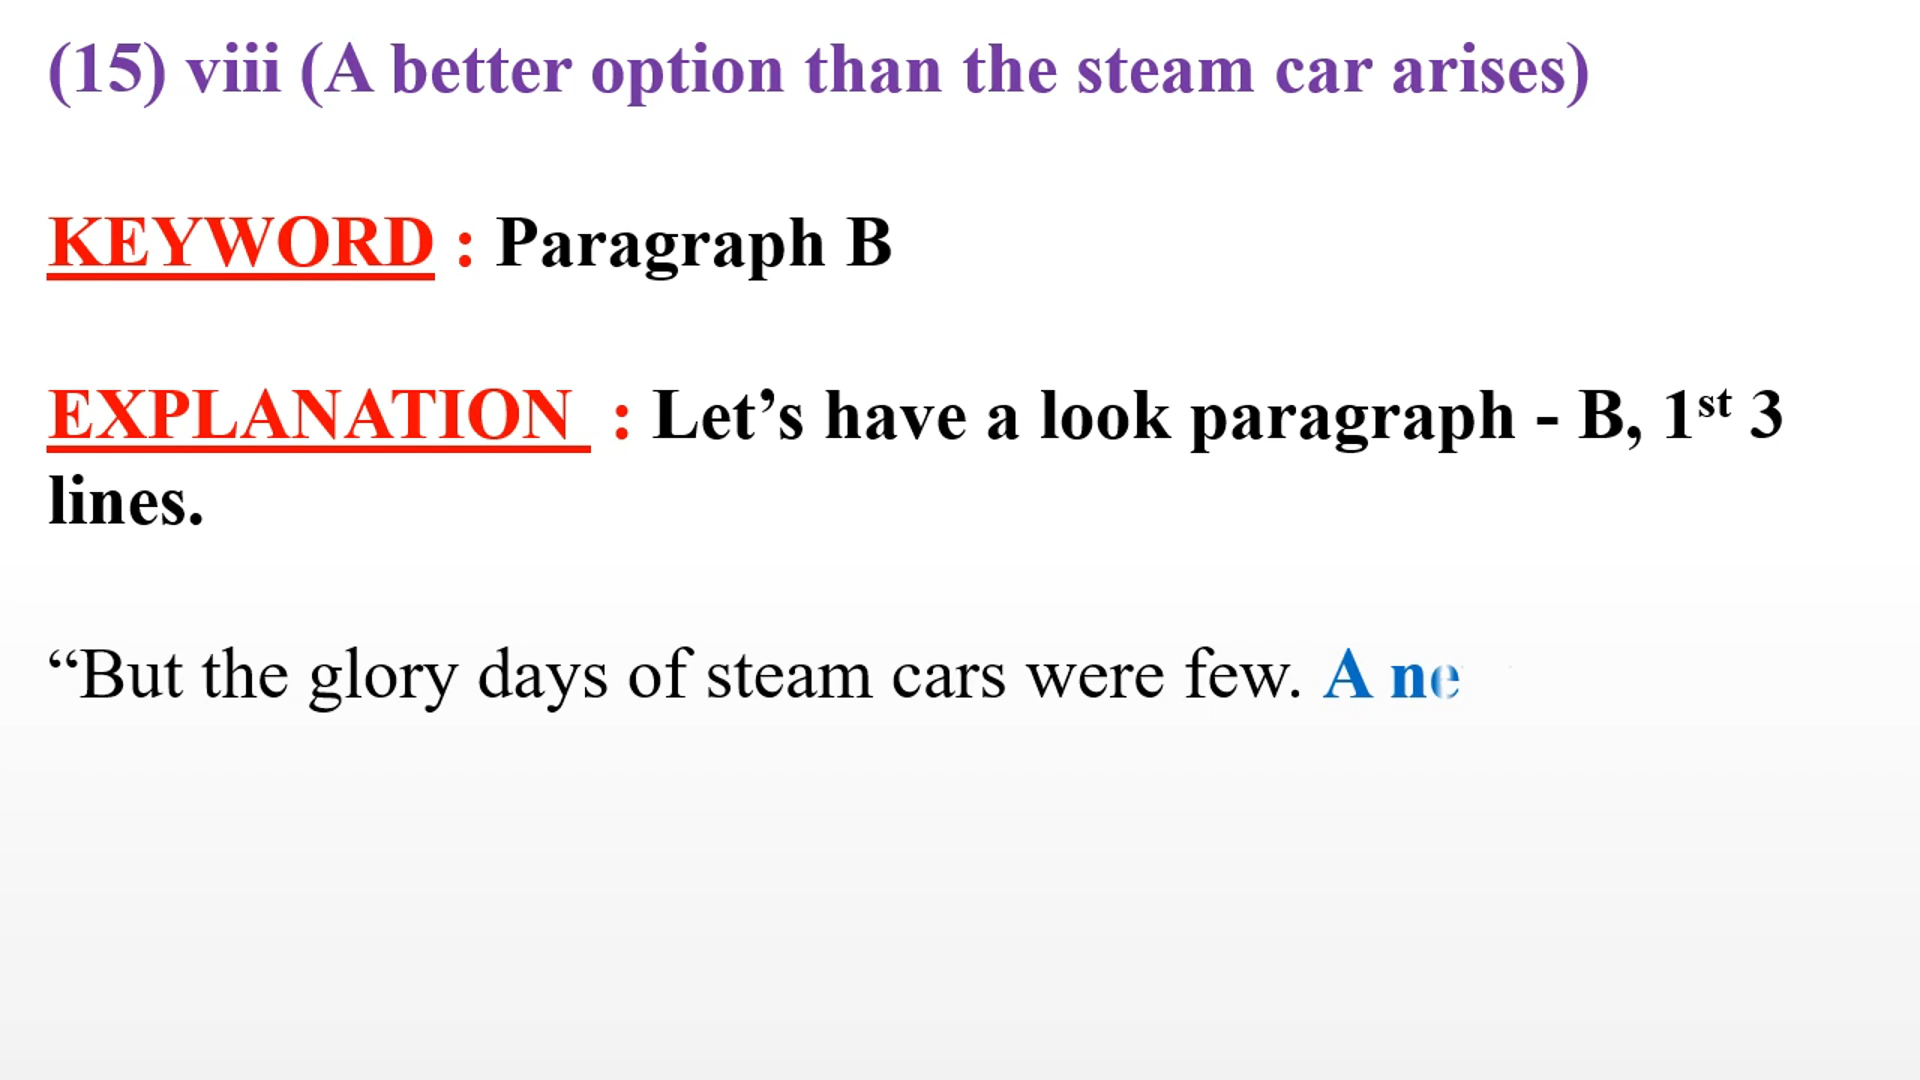 (15) viii (A better option than the steam car arises)
KEYWORD : Paragraph B
EXPLANATION : Let’s have a look paragraph - B, 1st 3
lines.
“But the glory days of steam cars were few. A ne